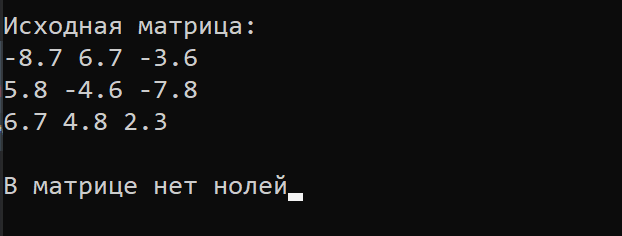 Исходная матрица:
-8.7 6.7 -3.6
5.8 -4.6 -7.8
6.7 4.8 2.3
В матрице нет нолей